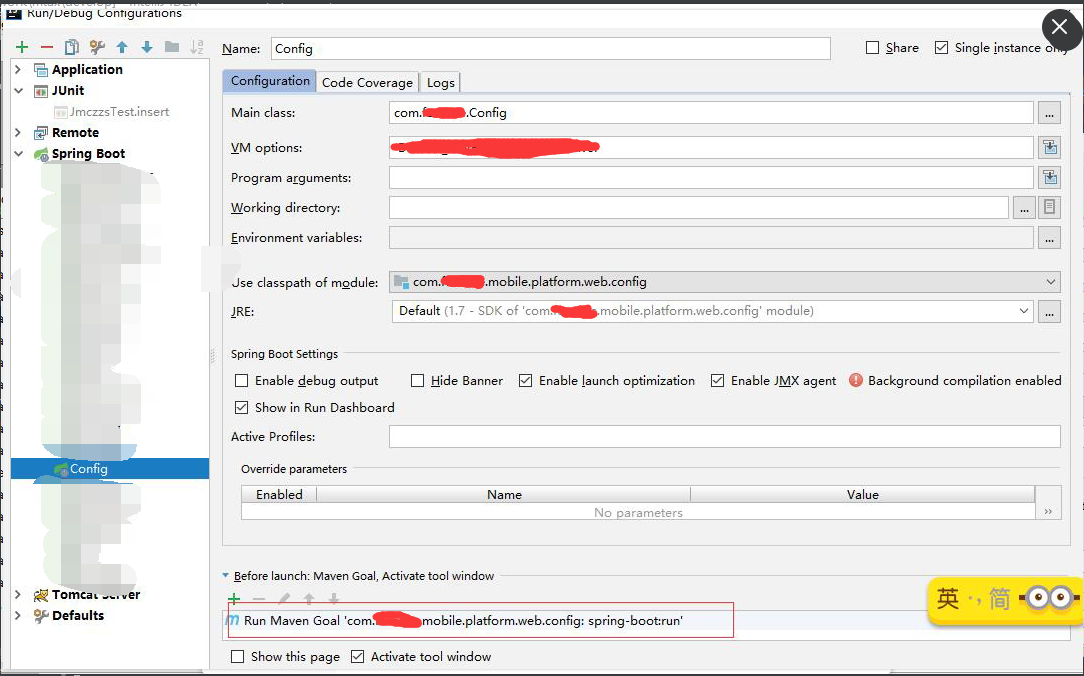 Run/Debug Configurations
Name: Config
Share
Single instance only
Application
JUnit
JmczzsTest.insert
Remote
Spring Boot
Config
Tomcat Server
Defaults
Configuration Code Coverage Logs
Main class: com. .Config ...
VM options:
Program arguments:
Working directory: ...
Environment variables: ...
Use classpath of module: com. .mobile.platform.web.config
JRE: Default (1.7 - SDK of 'com. .mobile.platform.web.config' module) ...
Spring Boot Settings
Enable debug output Hide Banner Enable launch optimization Enable JMX agent Background compilation enabled
Show in Run Dashboard
Active Profiles:
Override parameters
Enabled Name Value
No parameters
Before launch: Maven Goal, Activate tool window
Run Maven Goal 'com. mobile.platform.web.config: spring-boot:run'
Show this page Activate tool window
英 ·, 简